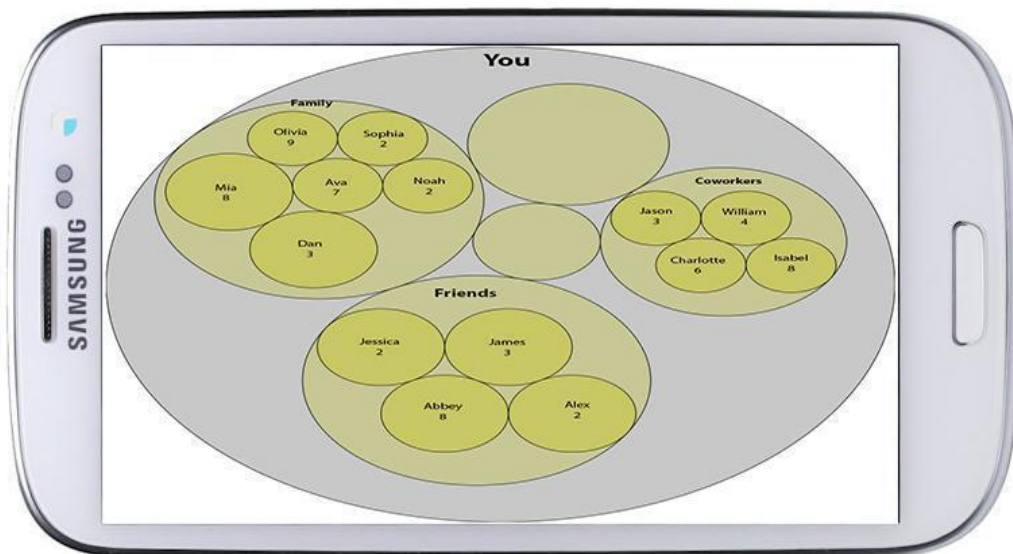 You
Family
Olivia
9
Sophia
2
Mia
8
Ava
7
Noah
2
Dan
3
Coworkers
Jason
3
William
4
Charlotte
6
Isabel
8
Friends
Jessica
2
James
3
Abbey
8
Alex
2
SAMSUNG